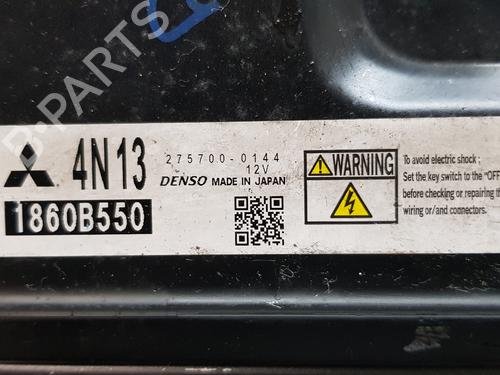 B-PARTS
4N13
1860B550
275700-0144
12V
DENSO MADE IN JAPAN
WARNING
To avoid electric shock ;
Set the key switch to the "OFF
before checking or repairing the
wiring or/and connectors.